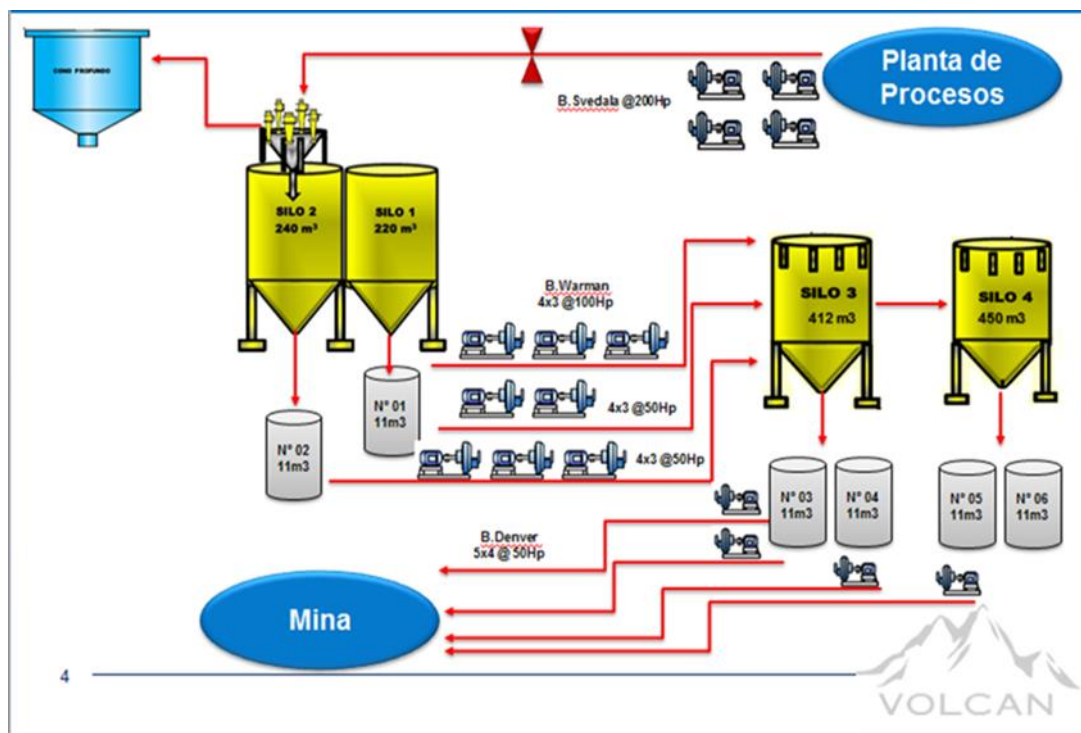 CONO PROFUNDO
Planta de
Procesos
B.Svedala @200Hp
SILO 2
240 m³
SILO 1
220 m³
B.Warman
4x3 @100Hp
SILO 3
412 m3
SILO 4
450 m3
N° 01
11m3
4x3 @50Hp
N° 02
11m3
4x3 @50Hp
N° 03
11m3
N° 04
11m3
N° 05
11m3
N° 06
11m3
B.Denver
5x4 @ 50Hp
Mina
4
VOLCAN